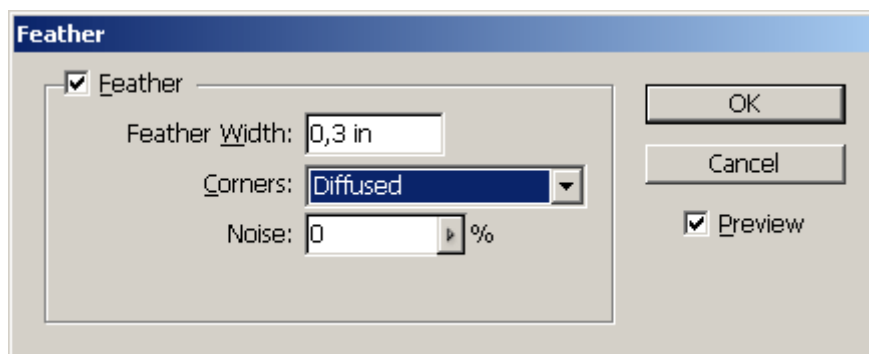 Feather
Feather
Feather Width: 0,3 in
Corners: Diffused
Noise: 0 %
OK
Cancel
Preview